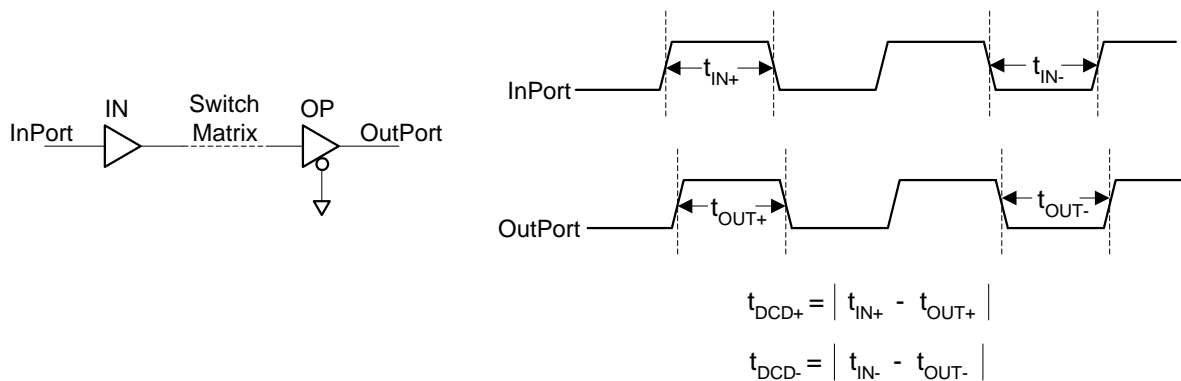 IN
Switch
Matrix
OP
InPort
OutPort
InPort
t_IN+
t_IN-
OutPort
t_OUT+
t_OUT-
t_DCD+ = | t_IN+ - t_OUT+ |
t_DCD- = | t_IN- - t_OUT- |